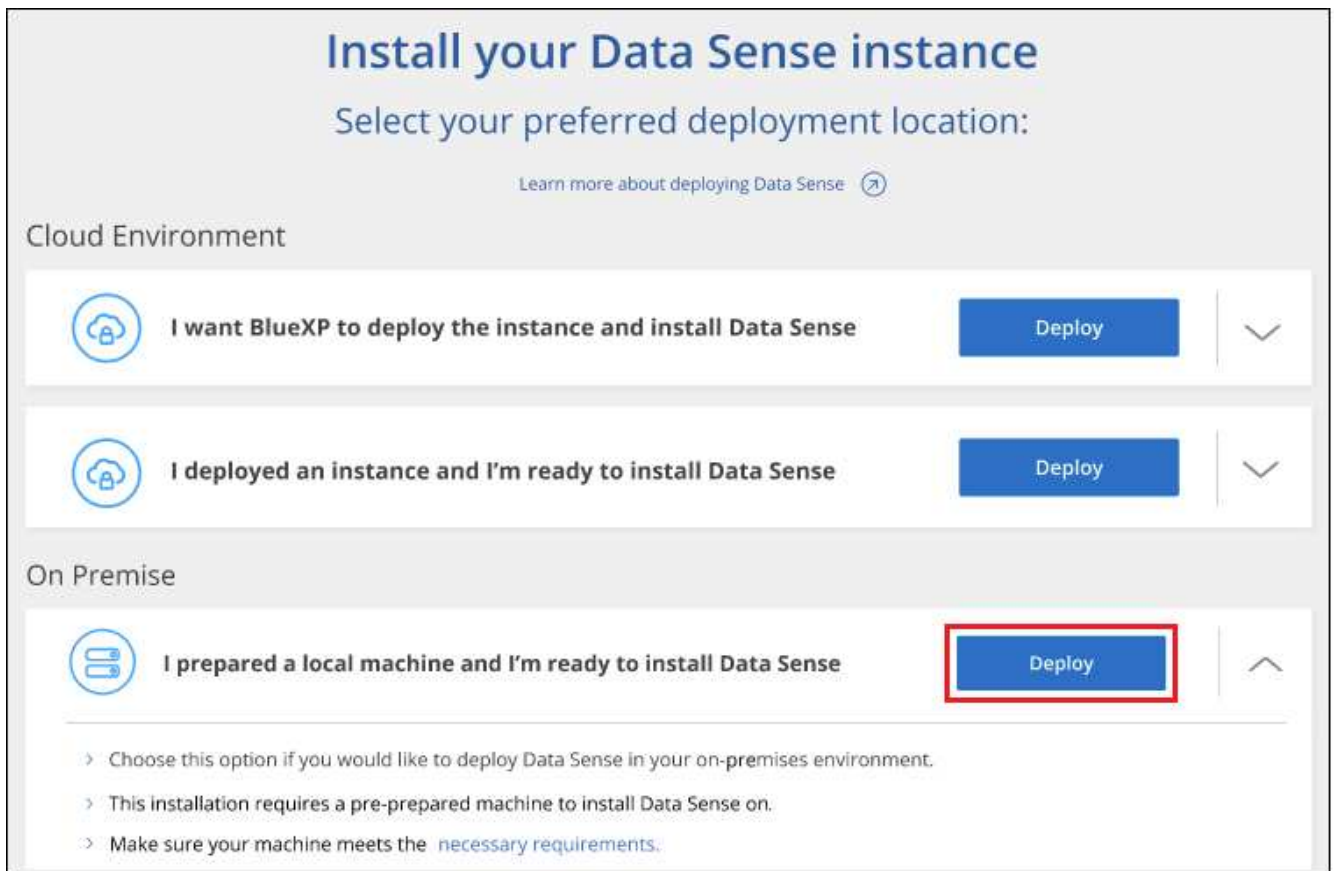 Install your Data Sense instance
Select your preferred deployment location:
Learn more about deploying Data Sense
Cloud Environment
I want BlueXP to deploy the instance and install Data Sense
Deploy
I deployed an instance and I'm ready to install Data Sense
Deploy
On Premise
I prepared a local machine and I'm ready to install Data Sense
Deploy
Choose this option if you would like to deploy Data Sense in your on-premises environment.
This installation requires a pre-prepared machine to install Data Sense on.
Make sure your machine meets the necessary requirements.